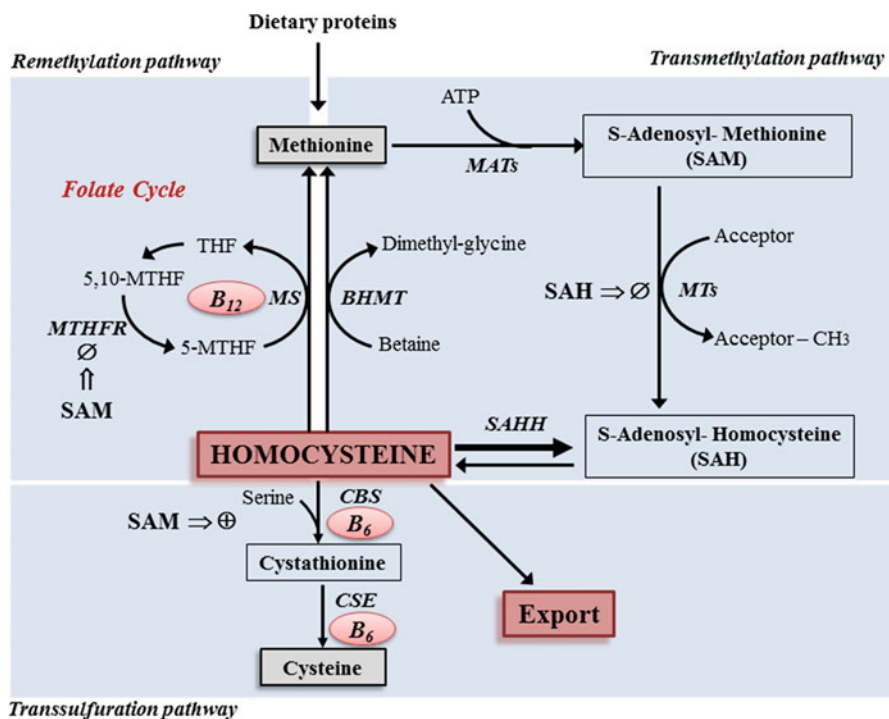 Dietary proteins
Remethylation pathway
Transmethylation pathway
ATP
Methionine
MATs
S-Adenosyl- Methionine
(SAM)
Folate Cycle
THF
Dimethyl-glycine
Acceptor
5,10-MTHF
B12
MS
BHMT
SAH ⇒ ∅
MTs
MTHFR
∅
⇑
SAM
5-MTHF
Betaine
Acceptor – CH3
SAHH
HOMOCYSTEINE
S-Adenosyl- Homocysteine
(SAH)
Serine
CBS
SAM ⇒ ⊕
B6
Cystathionine
CSE
B6
Export
Cysteine
Transsulfuration pathway